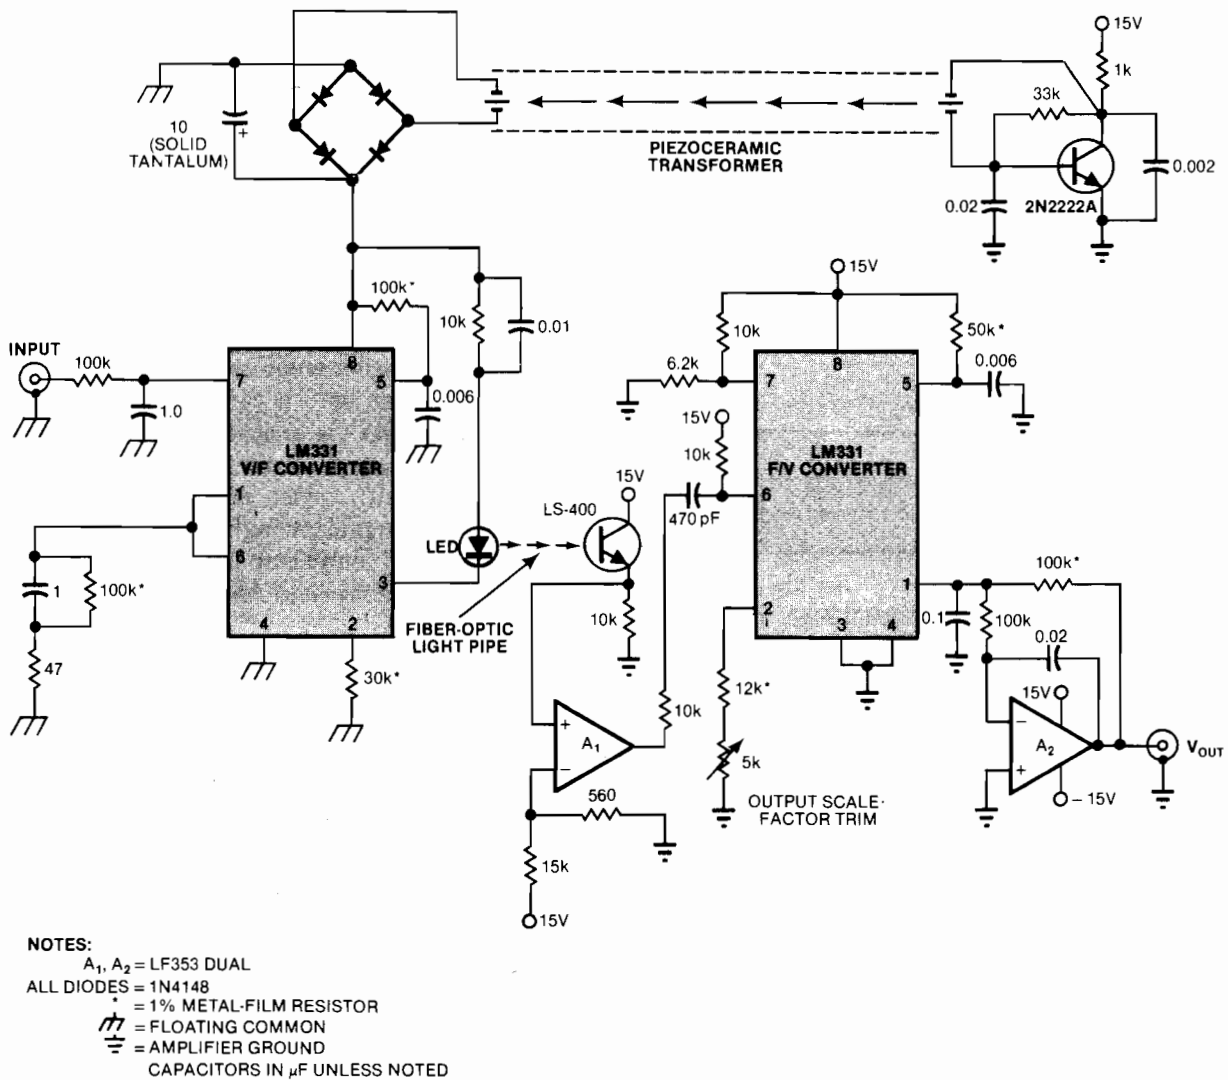 15V
1k
33k
10
(SOLID
TANTALUM)
+
PIEZOCERAMIC
TRANSFORMER
0.002
0.02
2N2222A
15V
100k*
10k
0.01
10k
50k*
INPUT
100k
7
8
5
0.006
1.0
6.2k
7
8
5
0.006
15V
LM331
V/F CONVERTER
10k
LM331
F/V CONVERTER
1
6
3
15V
LS-400
470 pF
6
LED
1
100k*
FIBER-OPTIC
LIGHT PIPE
10k
2
1
100k*
0.1
100k
4
2
3
4
0.02
47
30k*
12k*
15V
+
A1
−
10k
−
A2
+
VOUT
5k
560
OUTPUT SCALE-
FACTOR TRIM
−15V
15k
15V
NOTES:
A1, A2 = LF353 DUAL
ALL DIODES = 1N4148
* = 1% METAL-FILM RESISTOR
= FLOATING COMMON
= AMPLIFIER GROUND
CAPACITORS IN µF UNLESS NOTED